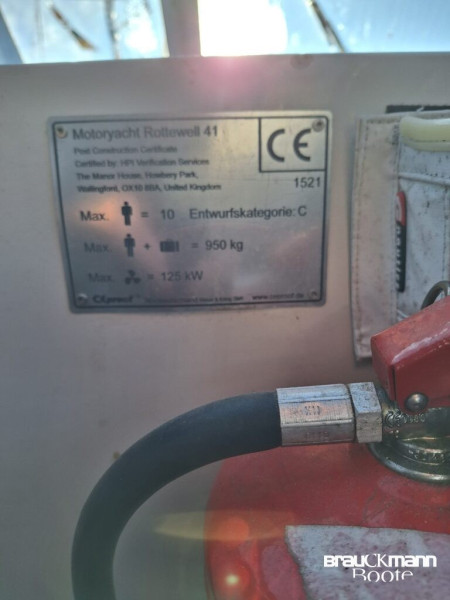 Motoryacht Rottewell 41
Post Construction Certificate
Certified by: HPI Verification Services
The Manor House, Howbery Park,
Wallingford, OX10 8BA, United Kingdom
CE
1521
Max. = 10 Entwurfskategorie: C
Max. + = 950 kg
Max. = 125 kW
CEproof
brauckmann
Boote